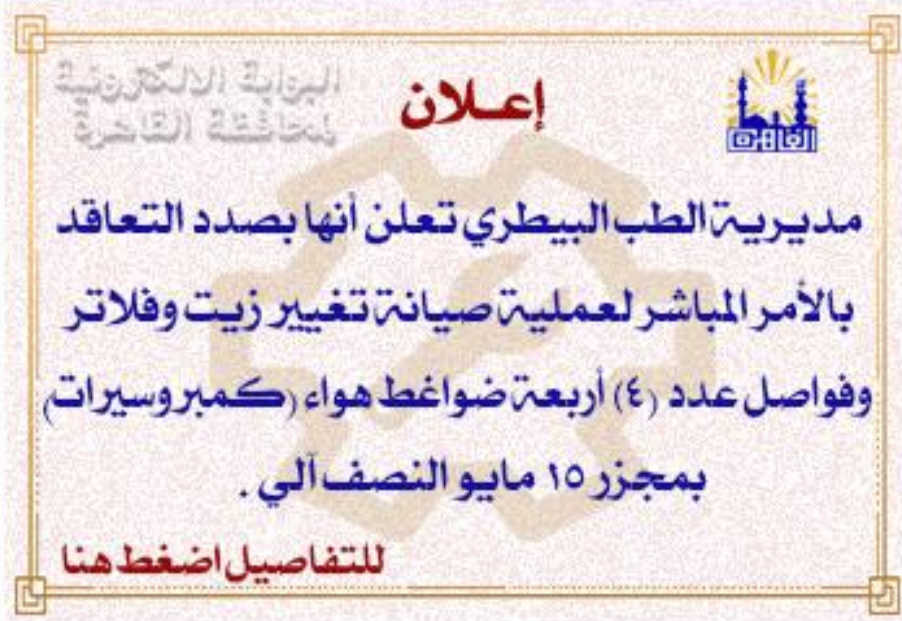 البوابة الالكترونية
لمحافظة القاهرة
إعلان
القاهرة
مديرية الطب البيطري تعلن أنها بصدد التعاقد
بالأمر المباشر لعملية صيانة تغيير زيت وفلاتر
وفواصل عدد (٤) أربعة ضواغط هواء (كمبروسيرات)
بمجزر ١٥ مايو النصف آلي .
للتفاصيل اضغط هنا